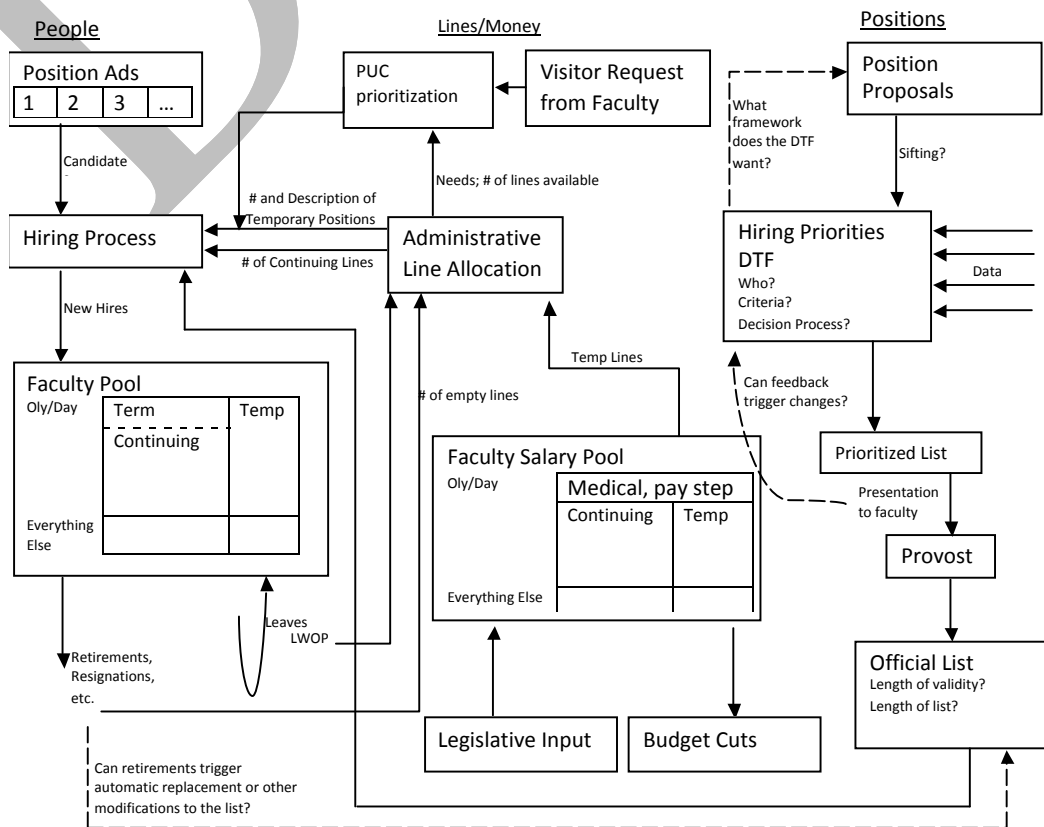 People
Lines/Money
Positions
Position Ads
1 2 3 ...
PUC
prioritization
Visitor Request
from Faculty
Position
Proposals
What
framework
does the DTF
want?
Candidate
Sifting?
Needs; # of lines available
# and Description of
Temporary Positions
Hiring Process
Administrative
Line Allocation
# of Continuing Lines
Hiring Priorities
DTF
Who?
Criteria?
Decision Process?
Data
New Hires
Temp Lines
Faculty Pool
Oly/Day
Term Temp
Continuing
Everything
Else
# of empty lines
Can feedback
trigger changes?
Faculty Salary Pool
Oly/Day
Medical, pay step
Continuing Temp
Everything Else
Prioritized List
Presentation
to faculty
Provost
Leaves
LWOP
Retirements,
Resignations,
etc.
Official List
Length of validity?
Length of list?
Legislative Input
Budget Cuts
Can retirements trigger
automatic replacement or other
modifications to the list?